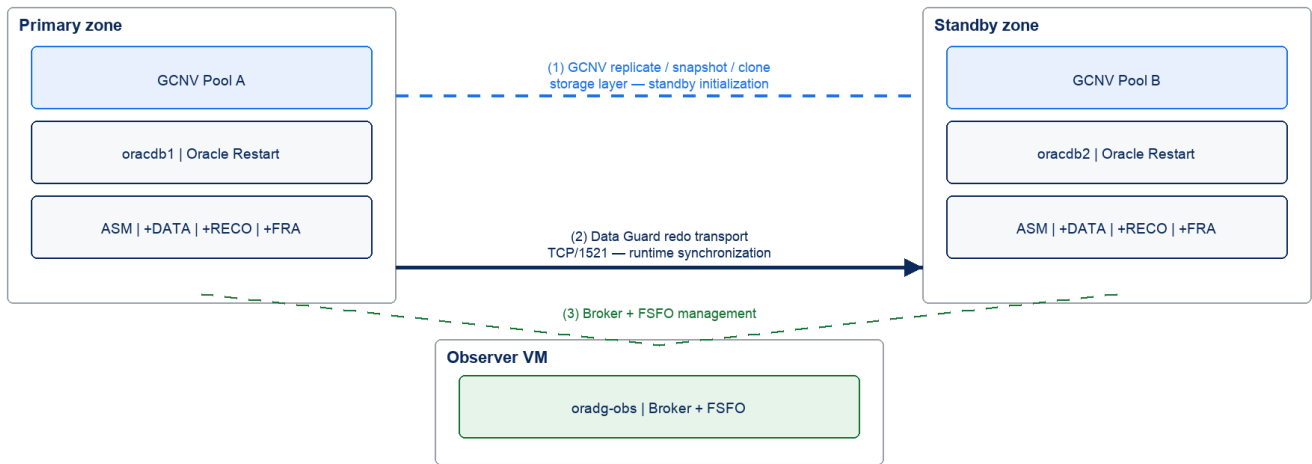 Primary zone
GCNV Pool A
oracdb1 | Oracle Restart
ASM | +DATA | +RECO | +FRA
(1) GCNV replicate / snapshot / clone
storage layer — standby initialization
(2) Data Guard redo transport
TCP/1521 — runtime synchronization
Standby zone
GCNV Pool B
oracdb2 | Oracle Restart
ASM | +DATA | +RECO | +FRA
(3) Broker + FSFO management
Observer VM
oradg-obs | Broker + FSFO